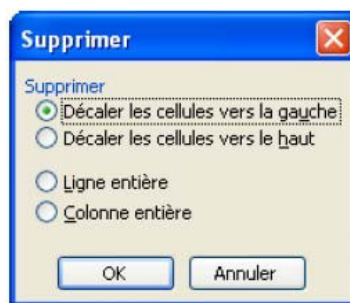 Supprimer
Supprimer
Décaler les cellules vers la gauche
Décaler les cellules vers le haut
Ligne entière
Colonne entière
OK
Annuler